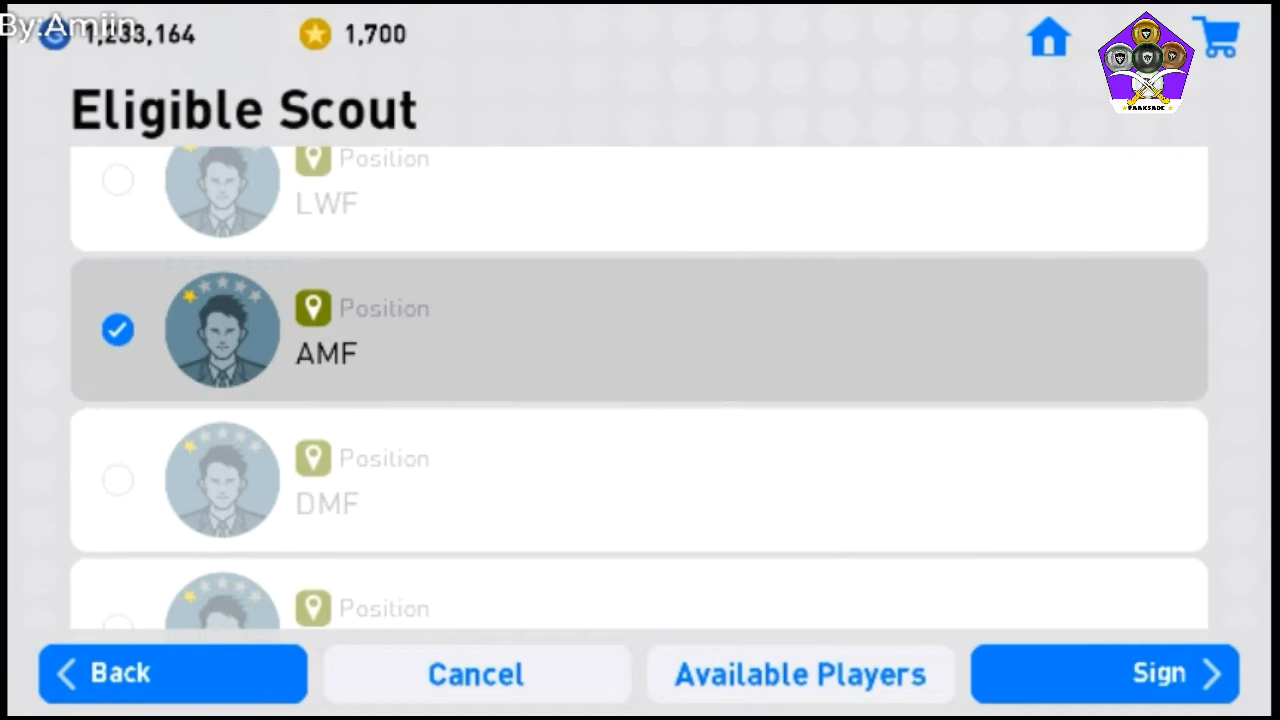 By:Amiin
1,233,164
1,700
PARKSADE
Eligible Scout
Position
LWF
Position
AMF
Position
DMF
Position
Back
Cancel
Available Players
Sign